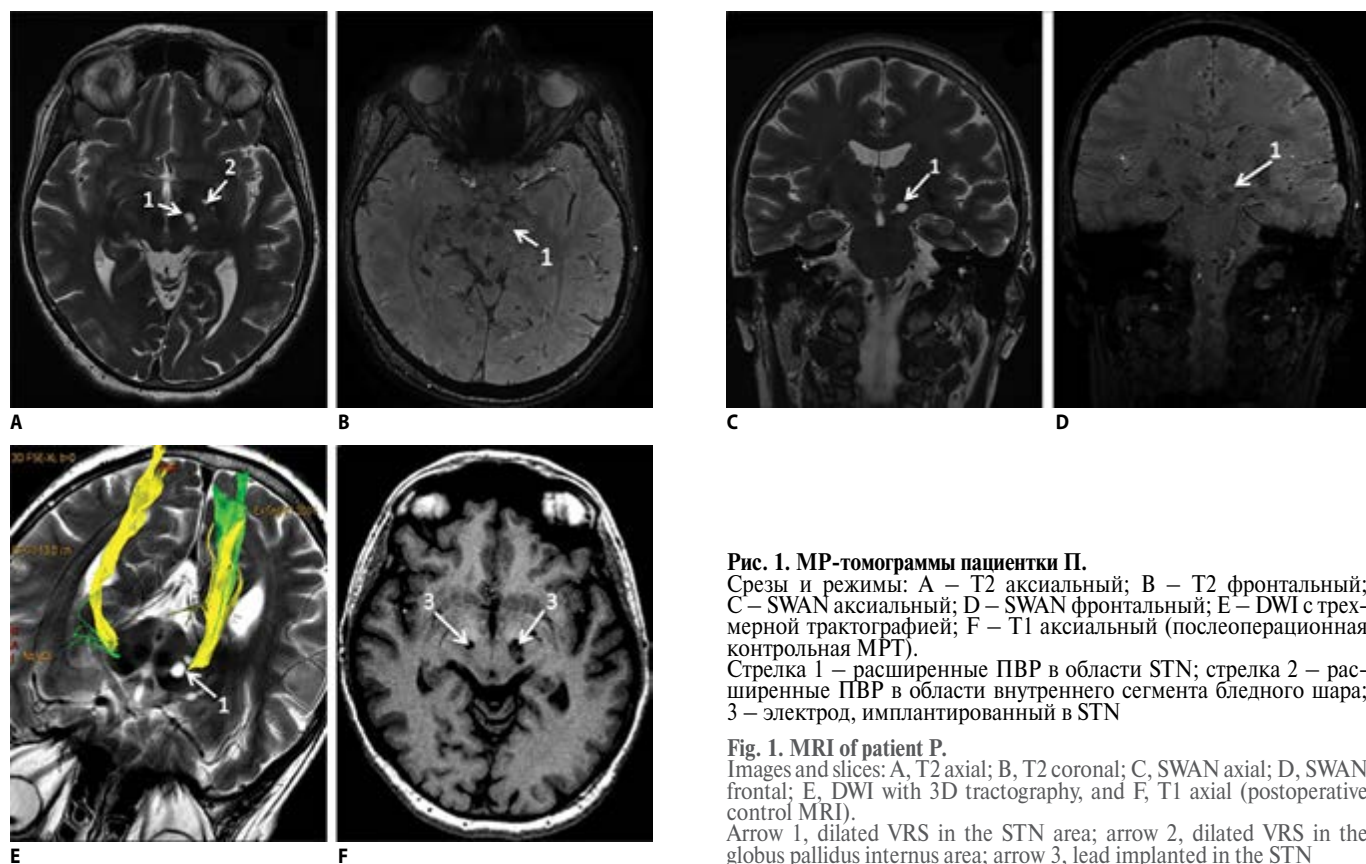 1
2
A
1
B
1
C
1
D
1
E
3
3
F
Рис. 1. МР-томограммы пациентки П.
Срезы и режимы: A – T2 аксиальный; B – T2 фронтальный;
C – SWAN аксиальный; D – SWAN фронтальный; E – DWI с трех-
мерной трактографией; F – T1 аксиальный (послеоперационная
контрольная МРТ).
Стрелка 1 – расширенные ПВР в области STN; стрелка 2 – рас-
ширенные ПВР в области внутреннего сегмента бледного шара;
3 – электрод, имплантированный в STN
Fig. 1. MRI of patient P.
Images and slices: A, T2 axial; B, T2 coronal; C, SWAN axial; D, SWAN
frontal; E, DWI with 3D tractography, and F, T1 axial (postoperative
control MRI).
Arrow 1, dilated VRS in the STN area; arrow 2, dilated VRS in the
globus pallidus internus area; arrow 3, lead implanted in the STN